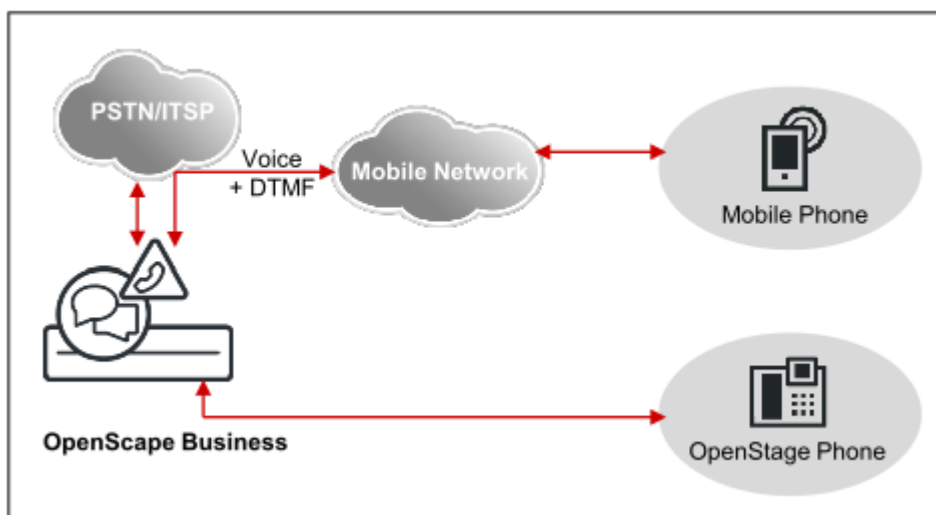 PSTN/ITSP
Voice
+ DTMF
Mobile Network
Mobile Phone
OpenScape Business
OpenStage Phone